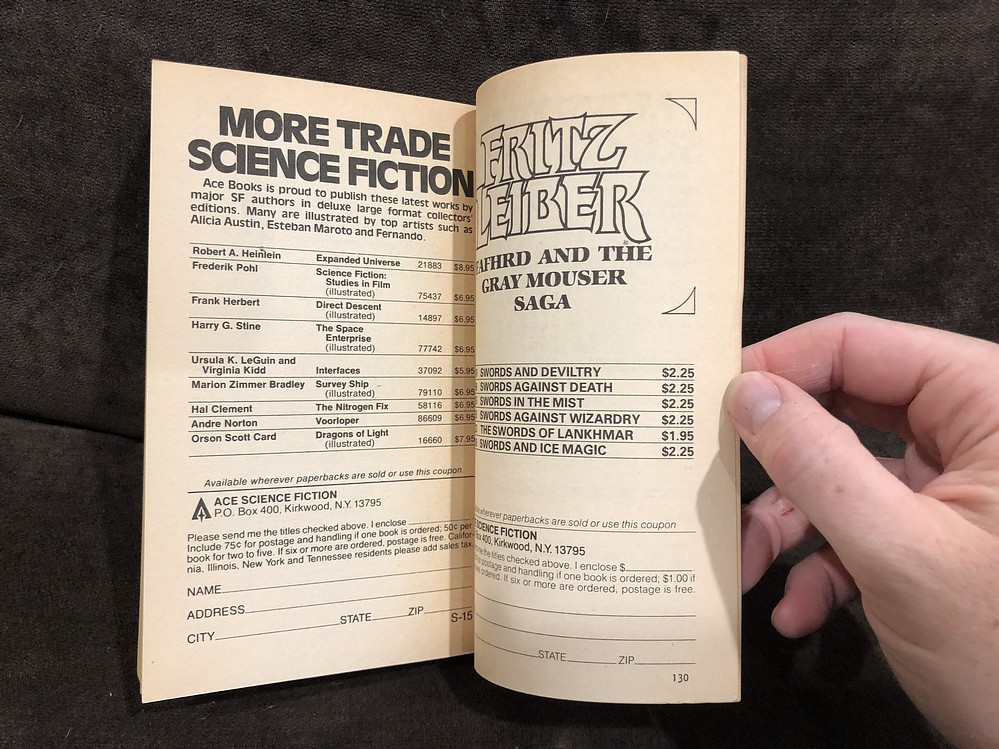 MORE TRADE
SCIENCE FICTION
Ace Books is proud to publish these latest works by
major SF authors in deluxe large format collectors'
editions. Many are illustrated by top artists such as
Alicia Austin, Esteban Maroto and Fernando.
Robert A. Heinlein Expanded Universe 21883 $8.95
Frederik Pohl Science Fiction:
Studies in Film
(illustrated) 75437 $6.95
Frank Herbert Direct Descent
(illustrated) 14897 $6.95
Harry G. Stine The Space
Enterprise
(illustrated) 77742 $6.95
Ursula K. LeGuin and
Virginia Kidd Interfaces 37092 $5.95
Marion Zimmer Bradley Survey Ship
(illustrated) 79110 $6.95
Hal Clement The Nitrogen Fix 58116 $6.95
Andre Norton Voorloper 86609 $6.95
Orson Scott Card Dragons of Light
(illustrated) 16660 $7.95
Available wherever paperbacks are sold or use this coupon.
ACE SCIENCE FICTION
P.O. Box 400, Kirkwood, N.Y. 13795
Please send me the titles checked above. I enclose
Include 75¢ for postage and handling if one book is ordered; 50¢ per
book for two to five. If six or more are ordered, postage is free. Califor-
nia, Illinois, New York and Tennessee residents please add sales tax.
NAME
ADDRESS
CITY STATE ZIP
S-15
FRITZ
LEIBER
AFHRD AND THE
GRAY MOUSER
SAGA
SWORDS AND DEVILTRY $2.25
SWORDS AGAINST DEATH $2.25
SWORDS IN THE MIST $2.25
SWORDS AGAINST WIZARDRY $2.25
THE SWORDS OF LANKHMAR $1.95
SWORDS AND ICE MAGIC $2.25
wherever paperbacks are sold or use this coupon
SCIENCE FICTION
400, Kirkwood, N.Y. 13795
me the titles checked above. I enclose $
postage and handling if one book is ordered; $1.00 if
ordered. If six or more are ordered, postage is free.
STATE ZIP
130